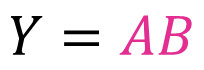 Y = AB